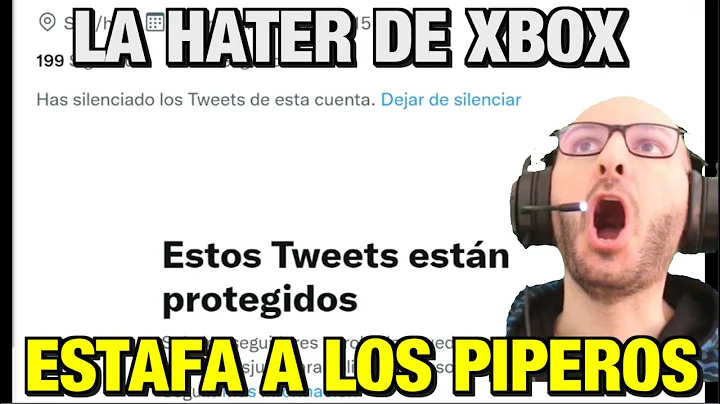 LA HATER DE XBOX
199
Has silenciado los Tweets de esta cuenta. Dejar de silenciar
Estos Tweets están
protegidos
ESTAFA A LOS PIPEROS